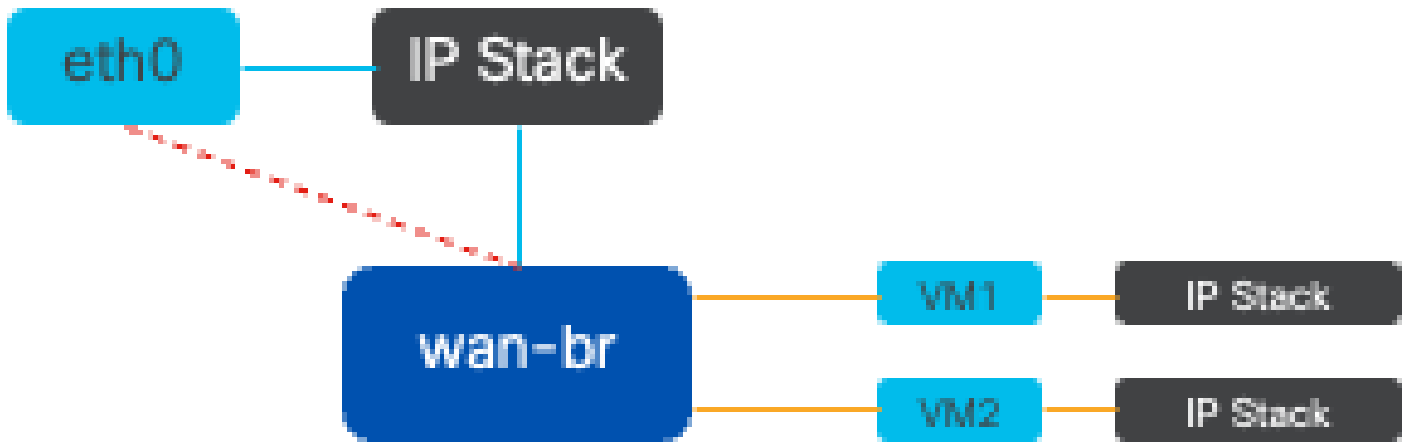 eth0
IP Stack
wan-br
VM1
IP Stack
VM2
IP Stack